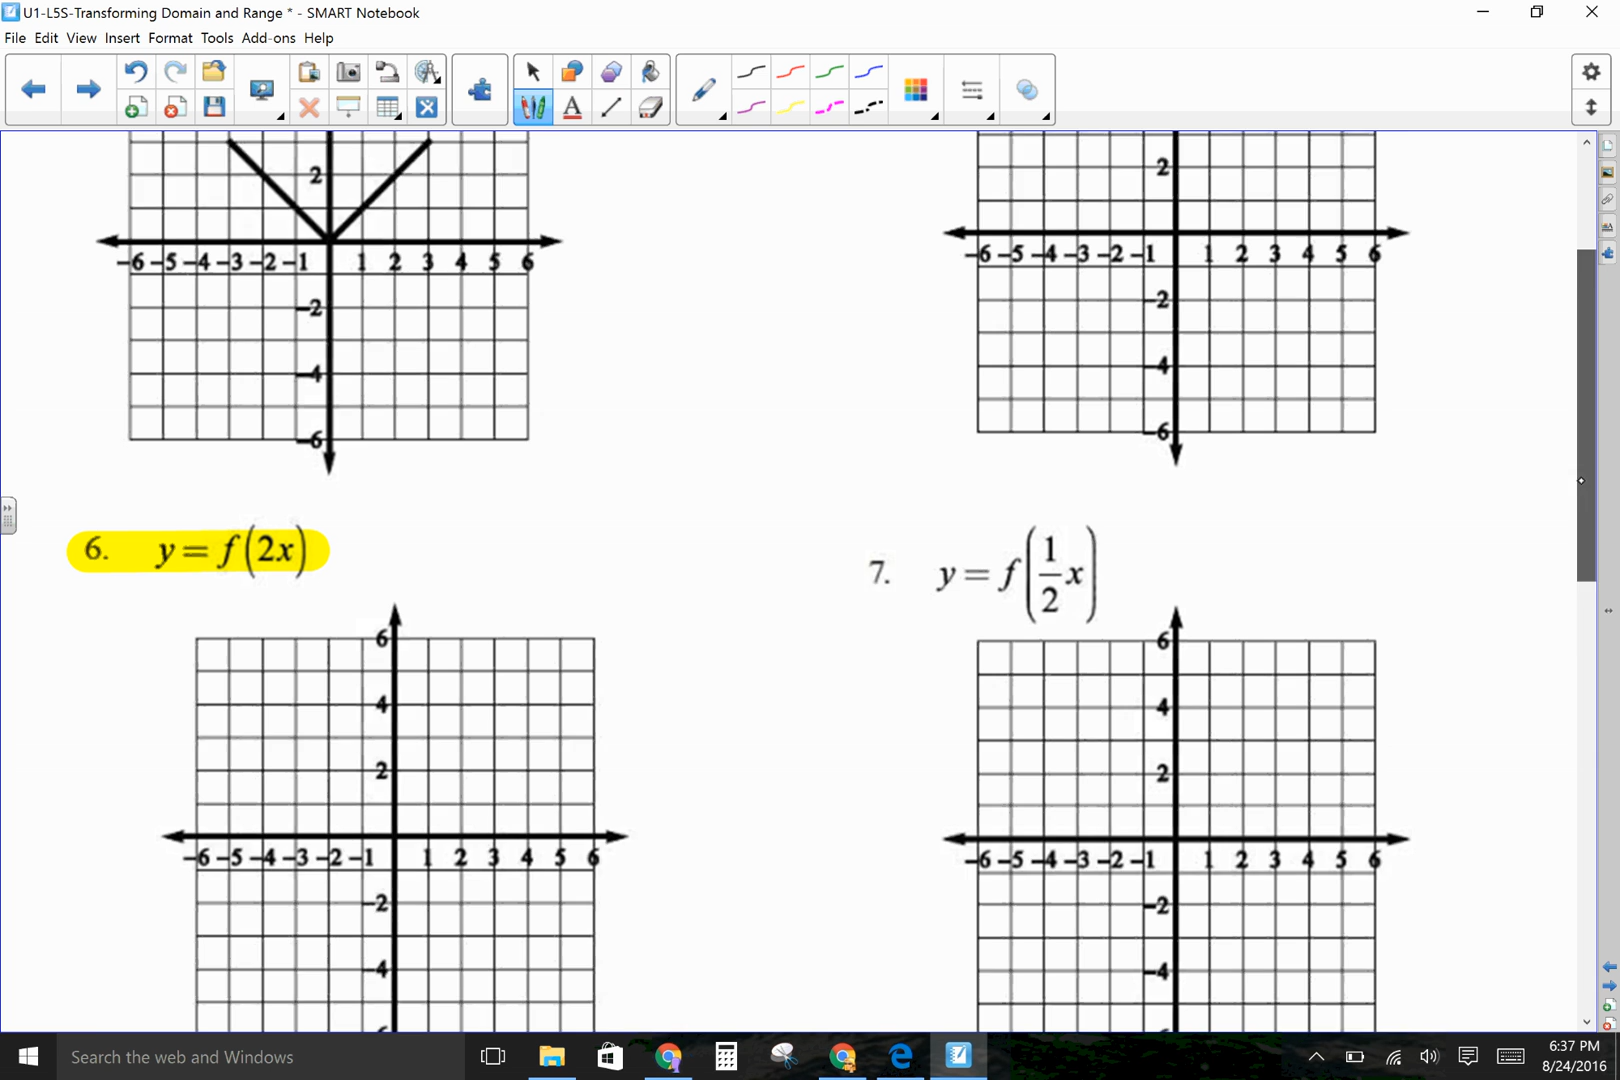 U1-L5S-Transforming Domain and Range * - SMART Notebook
File Edit View Insert Format Tools Add-ons Help
2
-6 -5 -4 -3 -2 -1 1 2 3 4 5 6
-2
-4
-6
2
-6 -5 -4 -3 -2 -1 1 2 3 4 5 6
-2
-4
-6
6. y = f(2x)
7. y = f(1/2 x)
6
4
2
-6 -5 -4 -3 -2 -1 1 2 3 4 5 6
-2
-4
6
4
2
-6 -5 -4 -3 -2 -1 1 2 3 4 5 6
-2
-4
Search the web and Windows
6:37 PM
8/24/2016